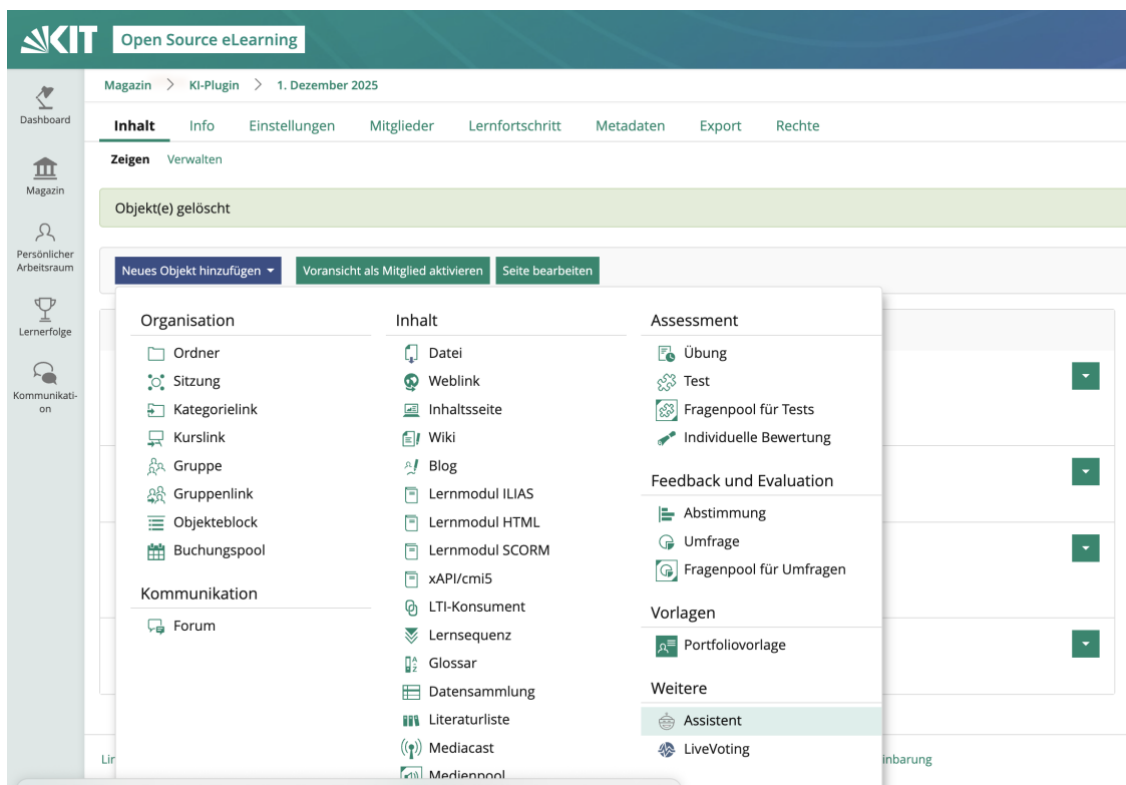 KIT Open Source eLearning
Magazin > KI-Plugin > 1. Dezember 2025
Dashboard
Magazin
Persönlicher
Arbeitsraum
Lernerfolge
Kommunikati-
on
Inhalt Info Einstellungen Mitglieder Lernfortschritt Metadaten Export Rechte
Zeigen Verwalten
Objekt(e) gelöscht
Neues Objekt hinzufügen Voransicht als Mitglied aktivieren Seite bearbeiten
Organisation
Ordner
Sitzung
Kategorielink
Kurslink
Gruppe
Gruppenlink
Objekteblock
Buchungspool
Kommunikation
Forum
Inhalt
Datei
Weblink
Inhaltsseite
Wiki
Blog
Lernmodul ILIAS
Lernmodul HTML
Lernmodul SCORM
xAPI/cmi5
LTI-Konsument
Lernsequenz
Glossar
Datensammlung
Literaturliste
Mediacast
Medienpool
Assessment
Übung
Test
Fragenpool für Tests
Individuelle Bewertung
Feedback und Evaluation
Abstimmung
Umfrage
Fragenpool für Umfragen
Vorlagen
Portfoliovorlage
Weitere
Assistent
LiveVoting
inbarung